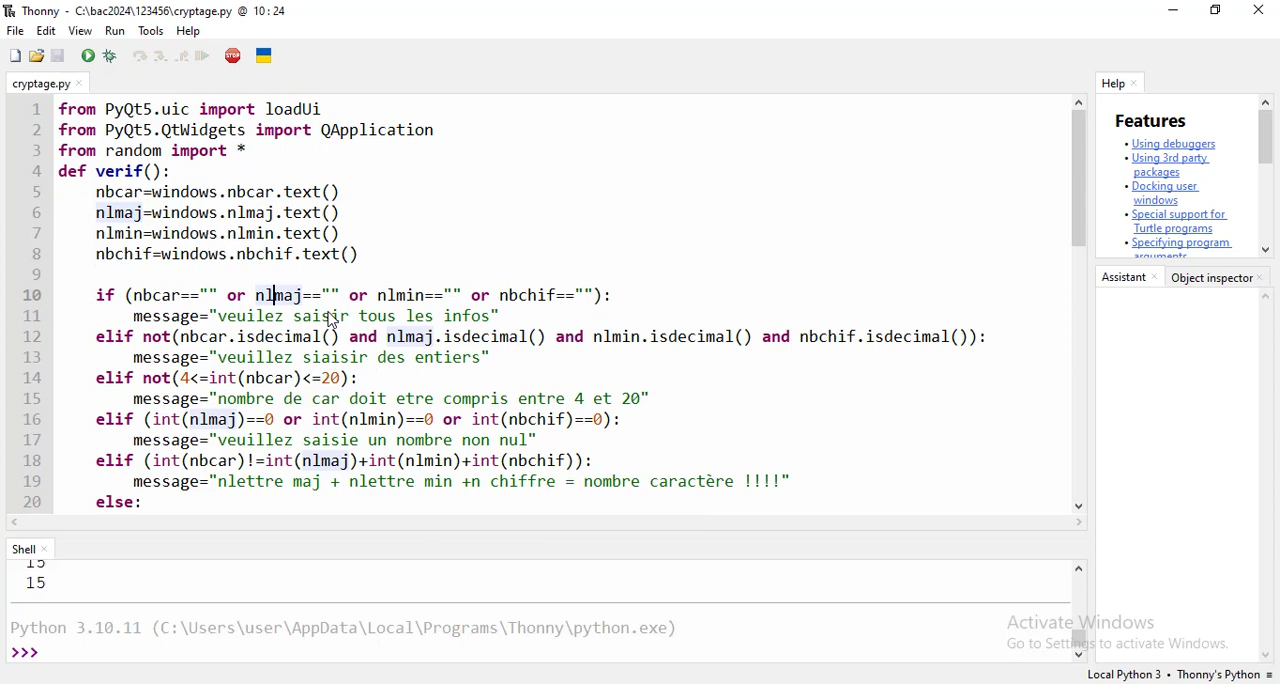 Thonny - C:\bac2024\123456\cryptage.py @ 10:24
File Edit View Run Tools Help
STOP
cryptage.py ×
Help ×
1 from PyQt5.uic import loadUi
2 from PyQt5.QtWidgets import QApplication
3 from random import *
4 def verif():
5 nbcar=windows.nbcar.text()
6 nlmaj=windows.nlmaj.text()
7 nlmin=windows.nlmin.text()
8 nbchif=windows.nbchif.text()
9
10 if (nbcar=="" or nlmaj=="" or nlmin=="" or nbchif==""):
11 message="veuilez saisir tous les infos"
12 elif not(nbcar.isdecimal() and nlmaj.isdecimal() and nlmin.isdecimal() and nbchif.isdecimal()):
13 message="veuillez siaisir des entiers"
14 elif not(4<=int(nbcar)<=20):
15 message="nombre de car doit etre compris entre 4 et 20"
16 elif (int(nlmaj)==0 or int(nlmin)==0 or int(nbchif)==0):
17 message="veuillez saisie un nombre non nul"
18 elif (int(nbcar)!=int(nlmaj)+int(nlmin)+int(nbchif)):
19 message="nlettre maj + nlettre min +n chiffre = nombre caractère !!!!"
20 else:
Features
• Using debuggers
• Using 3rd party
packages
• Docking user
windows
• Special support for
Turtle programs
• Specifying program
arguments
Assistant × Object inspector ×
Shell ×
15
15
Python 3.10.11 (C:\Users\user\AppData\Local\Programs\Thonny\python.exe)
>>>
Activate Windows
Go to Settings to activate Windows.
Local Python 3 • Thonny's Python ≡